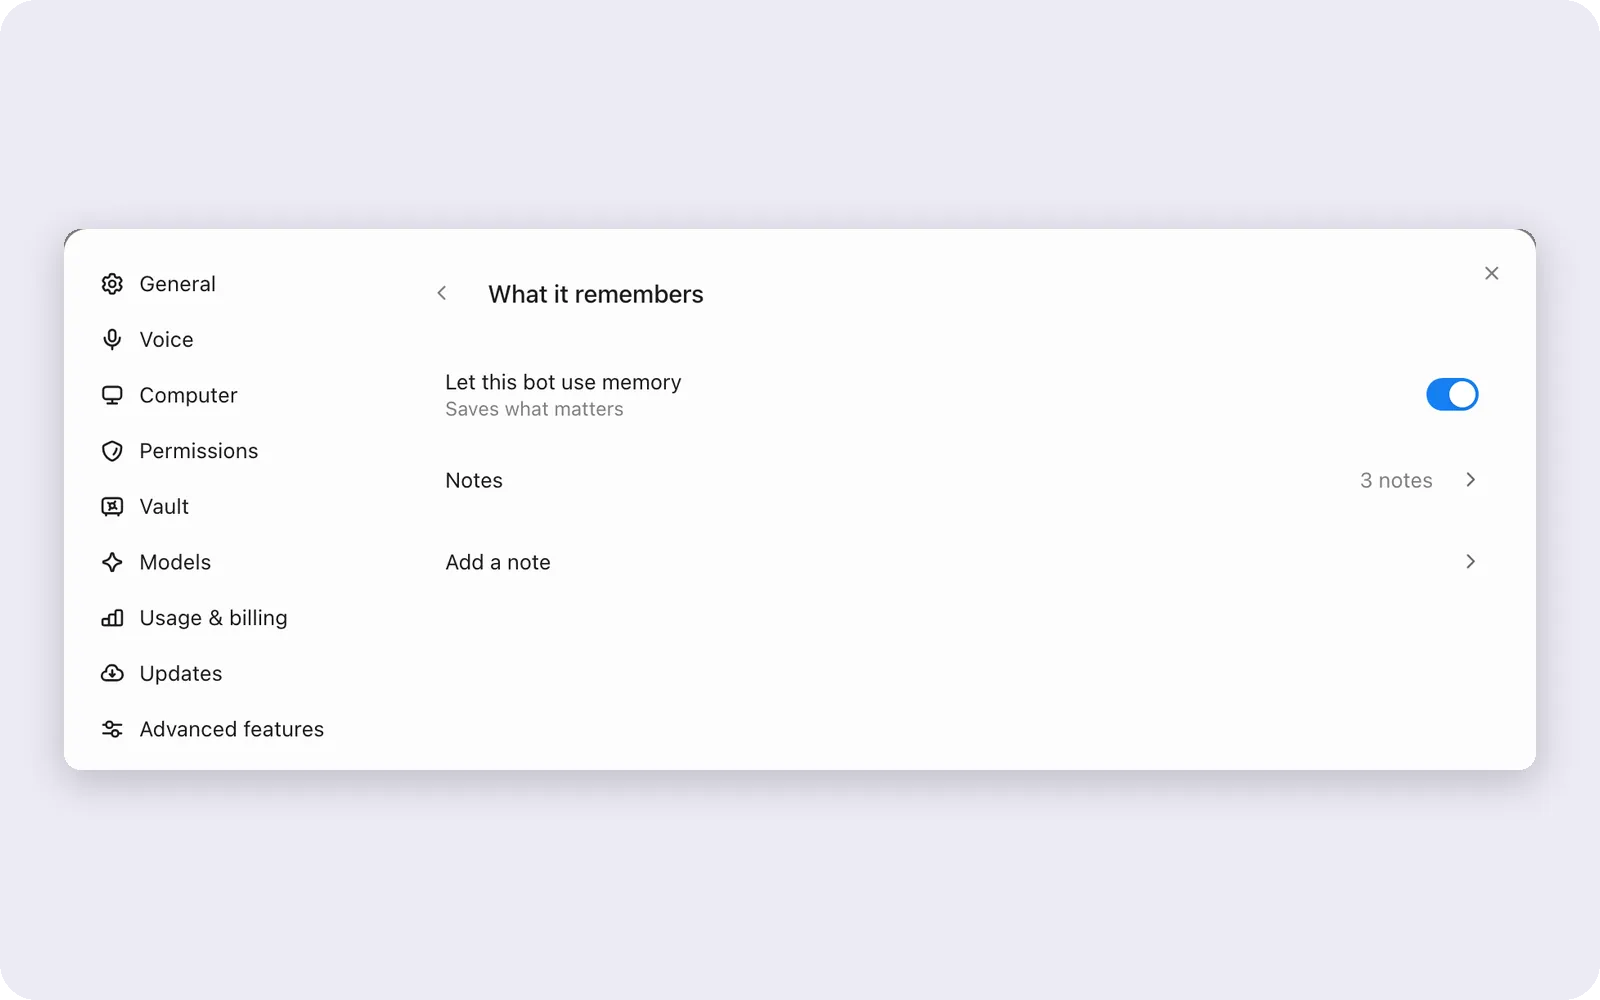 General
Voice
Computer
Permissions
Vault
Models
Usage & billing
Updates
Advanced features
What it remembers
Let this bot use memory
Saves what matters
Notes
3 notes
Add a note